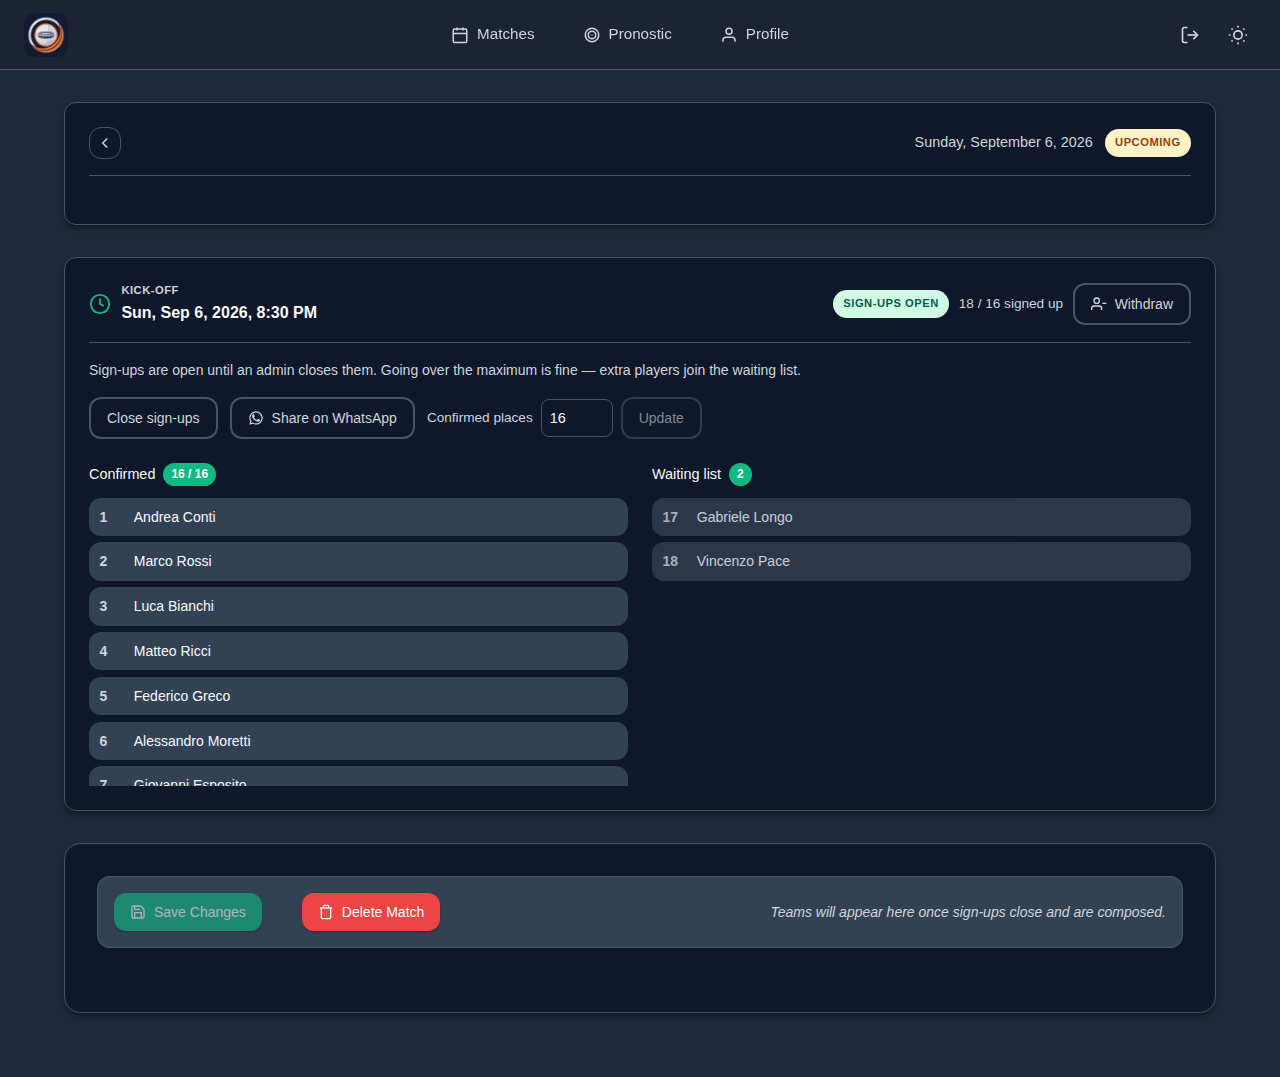 Matches
Pronostic
Profile
Sunday, September 6, 2026
UPCOMING
KICK-OFF
Sun, Sep 6, 2026, 8:30 PM
SIGN-UPS OPEN
18 / 16 signed up
Withdraw
Sign-ups are open until an admin closes them. Going over the maximum is fine — extra players join the waiting list.
Close sign-ups
Share on WhatsApp
Confirmed places
16
Update
Confirmed
16 / 16
1 Andrea Conti
2 Marco Rossi
3 Luca Bianchi
4 Matteo Ricci
5 Federico Greco
6 Alessandro Moretti
7 Giovanni Esposito
Waiting list
2
17 Gabriele Longo
18 Vincenzo Pace
Save Changes
Delete Match
Teams will appear here once sign-ups close and are composed.